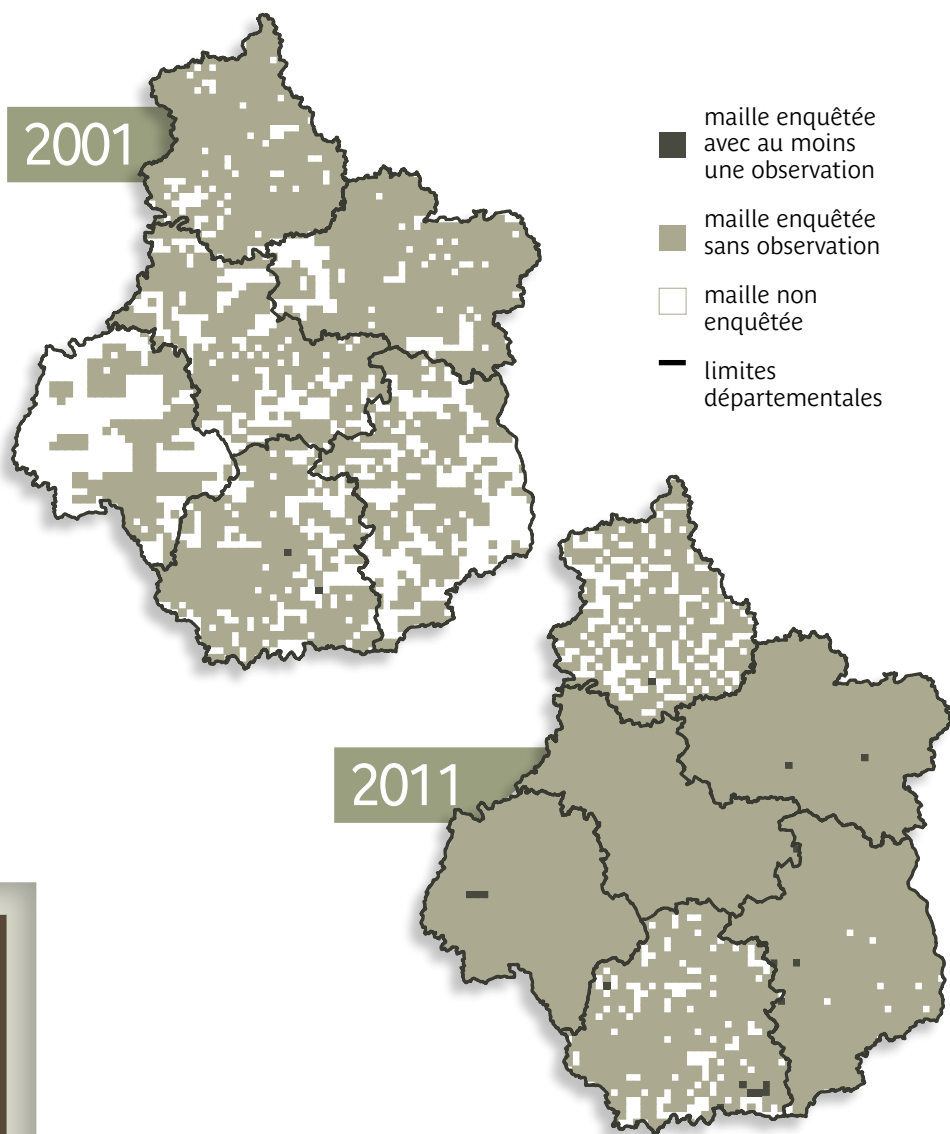 2001
maille enquêtée
avec au moins
une observation
maille enquêtée
sans observation
maille non
enquêtée
limites
départementales
2011